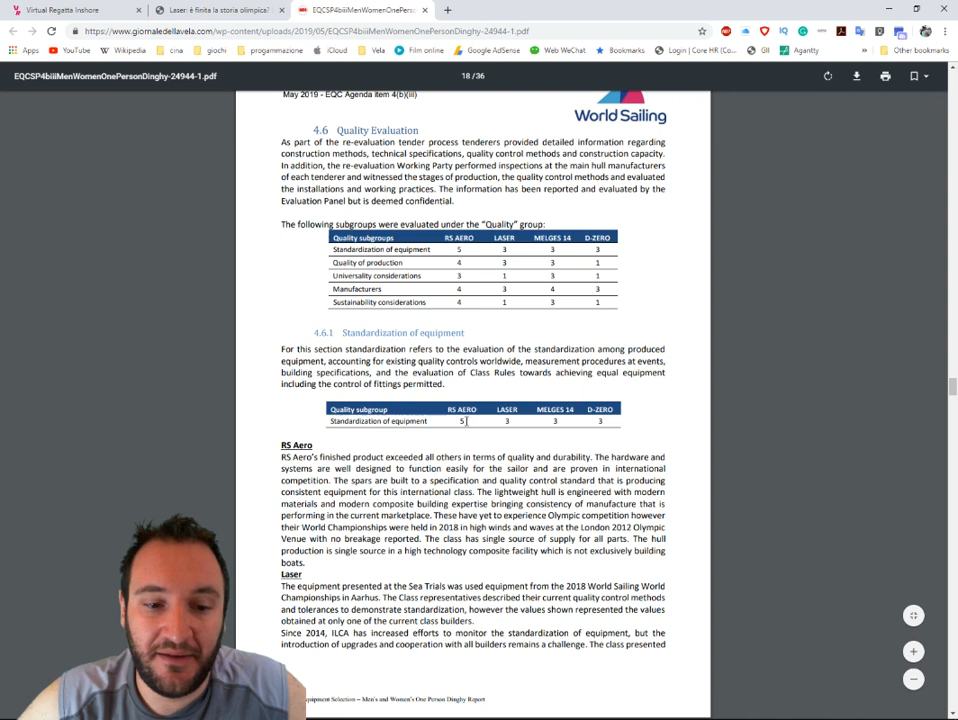 Virtual Regatta Inshore
Laser: è finita la storia olimpica?
EQCSP4biiiMenWomenOnePerson
https://www.giornaledellavela.com/wp-content/uploads/2019/05/EQCSP4biiiMenWomenOnePersonDinghy-24944-1.pdf
Apps YouTube Wikipedia cina giochi progammazione iCloud Vela Film online Google AdSense Web WeChat Bookmarks Login | Core HR (Co... GII Agantty » Other bookmarks
EQCSP4biiiMenWomenOnePersonDinghy-24944-1.pdf
18 / 36
May 2019 - EQC Agenda item 4(b)(iii)
World Sailing
4.6 Quality Evaluation
As part of the re-evaluation tender process tenderers provided detailed information regarding
construction methods, technical specifications, quality control methods and construction capacity.
In addition, the re-evaluation Working Party performed inspections at the main hull manufacturers
of each tenderer and witnessed the stages of production, the quality control methods and evaluated
the installations and working practices. The information has been reported and evaluated by the
Evaluation Panel but is deemed confidential.
The following subgroups were evaluated under the “Quality” group:
Quality subgroups RS AERO LASER MELGES 14 D-ZERO
Standardization of equipment 5 3 3 3
Quality of production 4 3 3 1
Universality considerations 3 1 3 1
Manufacturers 4 3 4 3
Sustainability considerations 4 1 3 1
4.6.1 Standardization of equipment
For this section standardization refers to the evaluation of the standardization among produced
equipment, accounting for existing quality controls worldwide, measurement procedures at events,
building specifications, and the evaluation of Class Rules towards achieving equal equipment
including the control of fittings permitted.
Quality subgroup RS AERO LASER MELGES 14 D-ZERO
Standardization of equipment 5 3 3 3
RS Aero
RS Aero’s finished product exceeded all others in terms of quality and durability. The hardware and
systems are well designed to function easily for the sailor and are proven in international
competition. The spars are built to a specification and quality control standard that is producing
consistent equipment for this international class. The lightweight hull is engineered with modern
materials and modern composite building expertise bringing consistency of manufacture that is
performing in the current marketplace. These have yet to experience Olympic competition however
their World Championships were held in 2018 in high winds and waves at the London 2012 Olympic
Venue with no breakage reported. The class has single source of supply for all parts. The hull
production is single source in a high technology composite facility which is not exclusively building
boats.
Laser
The equipment presented at the Sea Trials was used equipment from the 2018 World Sailing World
Championships in Aarhus. The Class representatives described their current quality control methods
and tolerances to demonstrate standardization, however the values shown represented the values
obtained at only one of the current class builders.
Since 2014, ILCA has increased efforts to monitor the standardization of equipment, but the
introduction of upgrades and cooperation with all builders remains a challenge. The class presented
quipment Selection – Men's and Women's One Person Dinghy Report